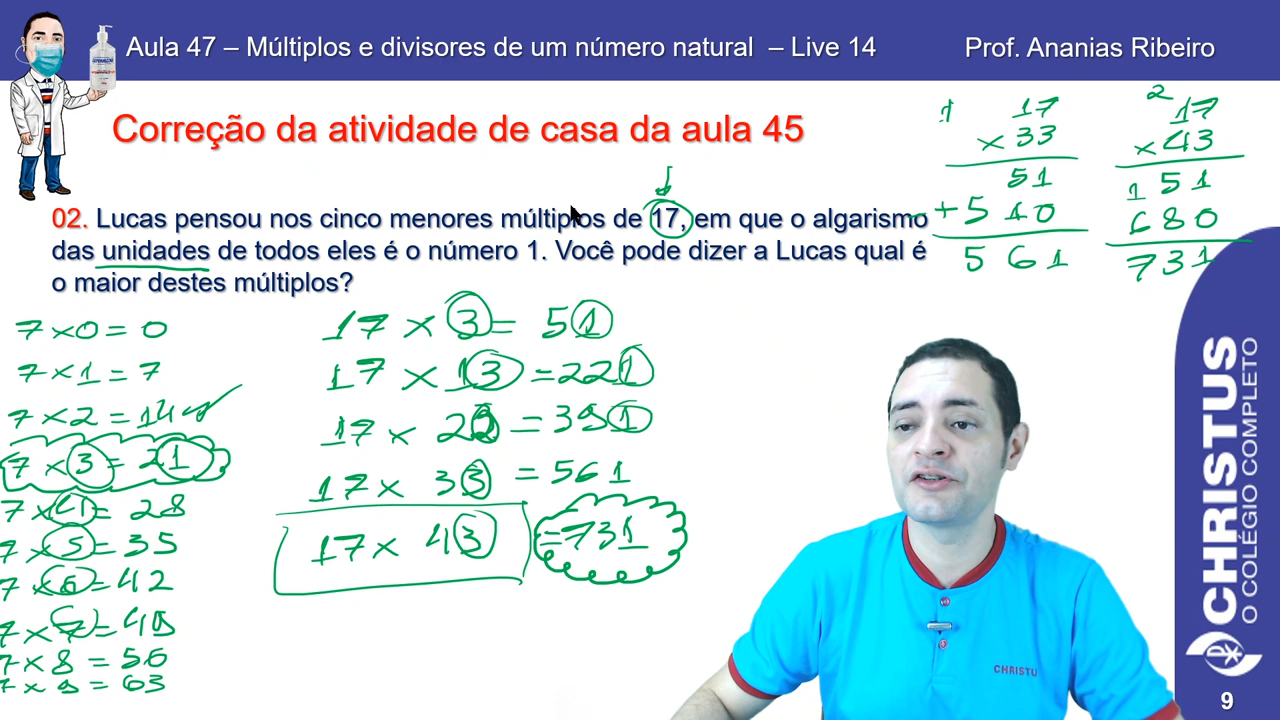 Aula 47 – Múltiplos e divisores de um número natural – Live 14
Prof. Ananias Ribeiro
Correção da atividade de casa da aula 45
02. Lucas pensou nos cinco menores múltiplos de 17, em que o algarismo
das unidades de todos eles é o número 1. Você pode dizer a Lucas qual é
o maior destes múltiplos?
1 17
× 33
51
+ 510
561
2 17
× 43
1 51
680
731
7 × 0 = 0
7 × 1 = 7
7 × 2 = 14
7 × 3 = 21
7 × 4 = 28
7 × 5 = 35
7 × 6 = 42
7 × 7 = 49
7 × 8 = 56
7 × 9 = 63
17 × 3 = 51
17 × 13 = 221
17 × 23 = 391
17 × 33 = 561
17 × 43 = 731
CHRISTUS
O COLÉGIO COMPLETO
CHRISTU
9